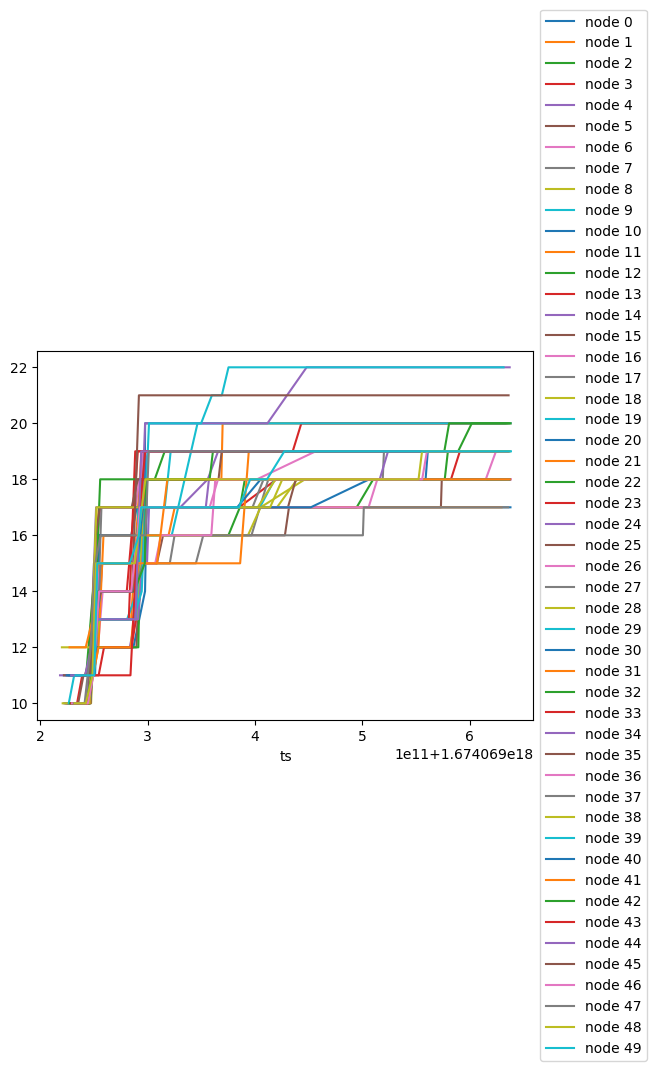 22
20
18
16
14
12
10
2
3
4
5
6
ts
1e11+1.674069e18
node 0
node 1
node 2
node 3
node 4
node 5
node 6
node 7
node 8
node 9
node 10
node 11
node 12
node 13
node 14
node 15
node 16
node 17
node 18
node 19
node 20
node 21
node 22
node 23
node 24
node 25
node 26
node 27
node 28
node 29
node 30
node 31
node 32
node 33
node 34
node 35
node 36
node 37
node 38
node 39
node 40
node 41
node 42
node 43
node 44
node 45
node 46
node 47
node 48
node 49